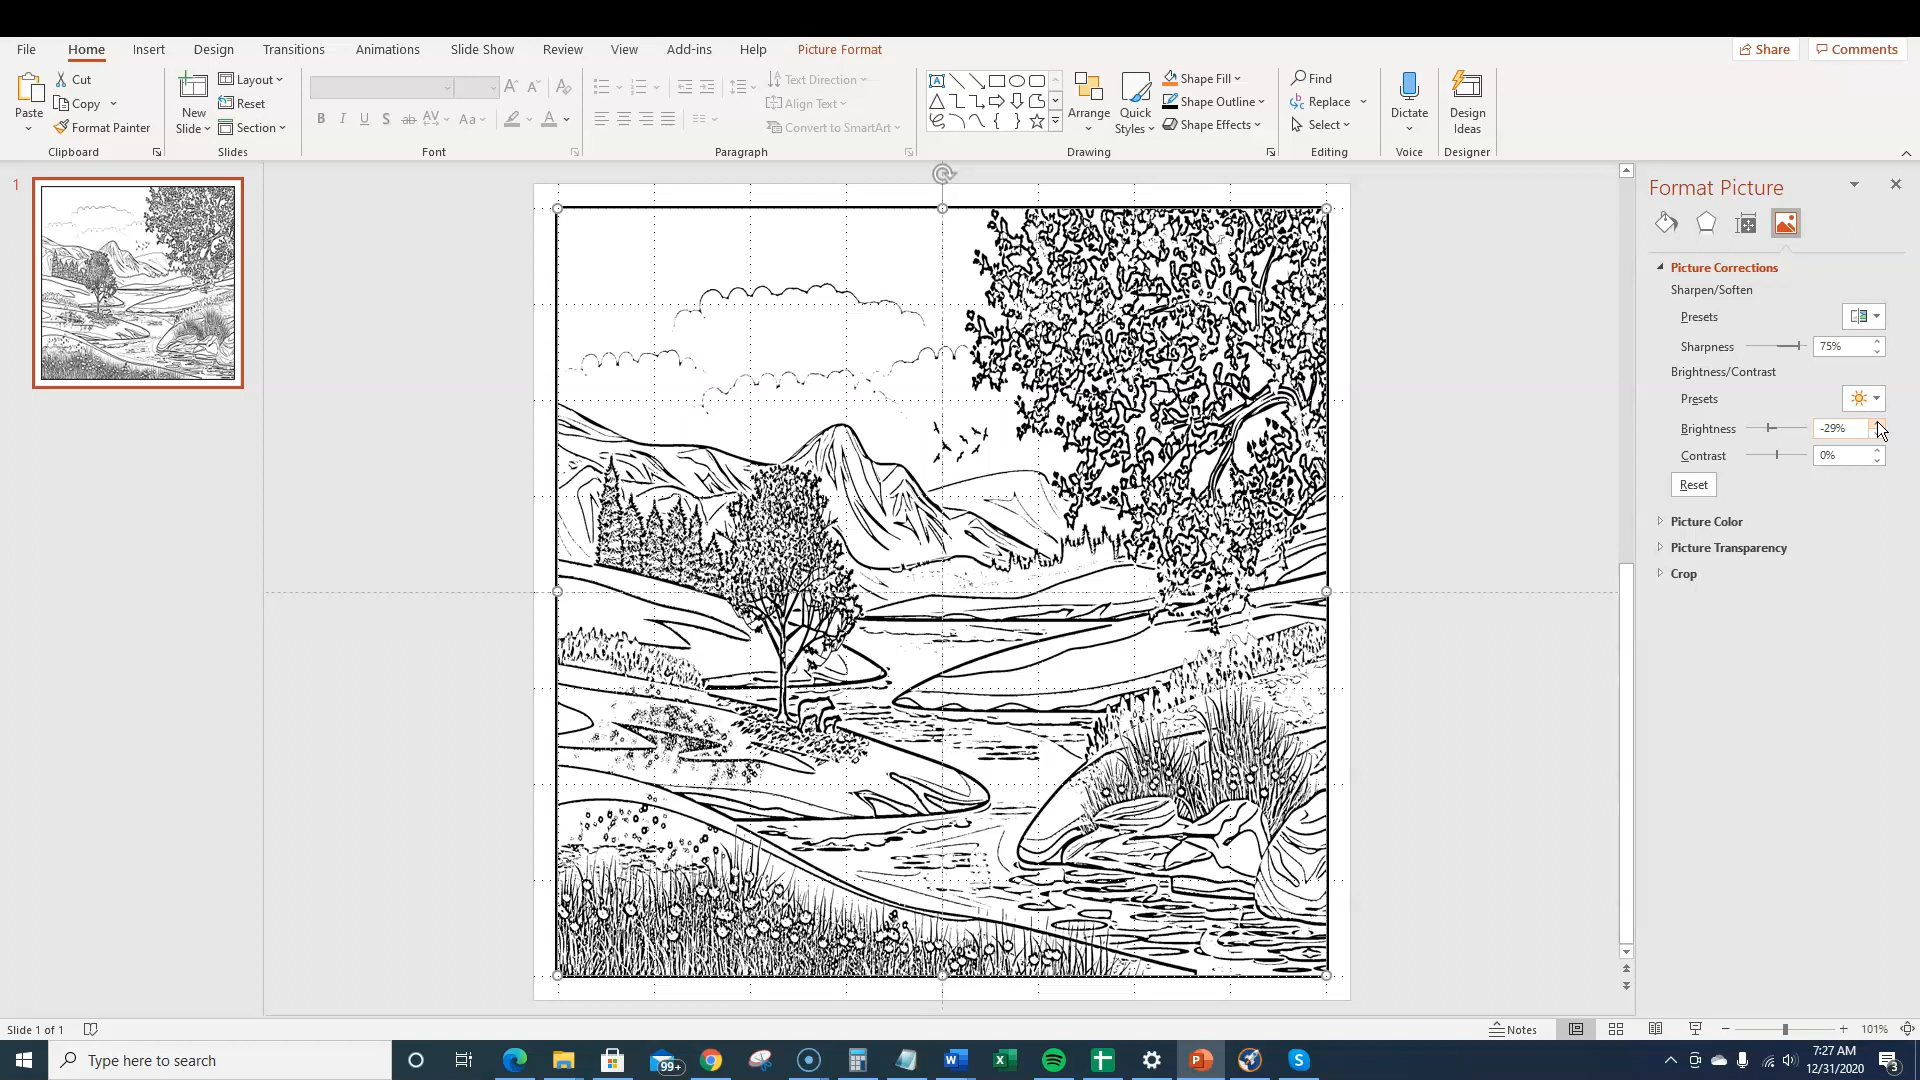 File Home Insert Design Transitions Animations Slide Show Review View Add-ins Help Picture Format Share Comments
Paste
Cut
Copy
Format Painter
Clipboard
New Slide
Layout
Reset
Section
Slides
B I U S ab AV Aa A
Font
Text Direction
Align Text
Convert to SmartArt
Paragraph
Arrange
Quick Styles
Shape Fill
Shape Outline
Shape Effects
Drawing
Find
Replace
Select
Editing
Dictate
Voice
Design Ideas
Designer
1
Format Picture
Picture Corrections
Sharpen/Soften
Presets
Sharpness 75%
Brightness/Contrast
Presets
Brightness -29%
Contrast 0%
Reset
Picture Color
Picture Transparency
Crop
Slide 1 of 1
Notes
101%
Type here to search
99+
7:27 AM
12/31/2020
3